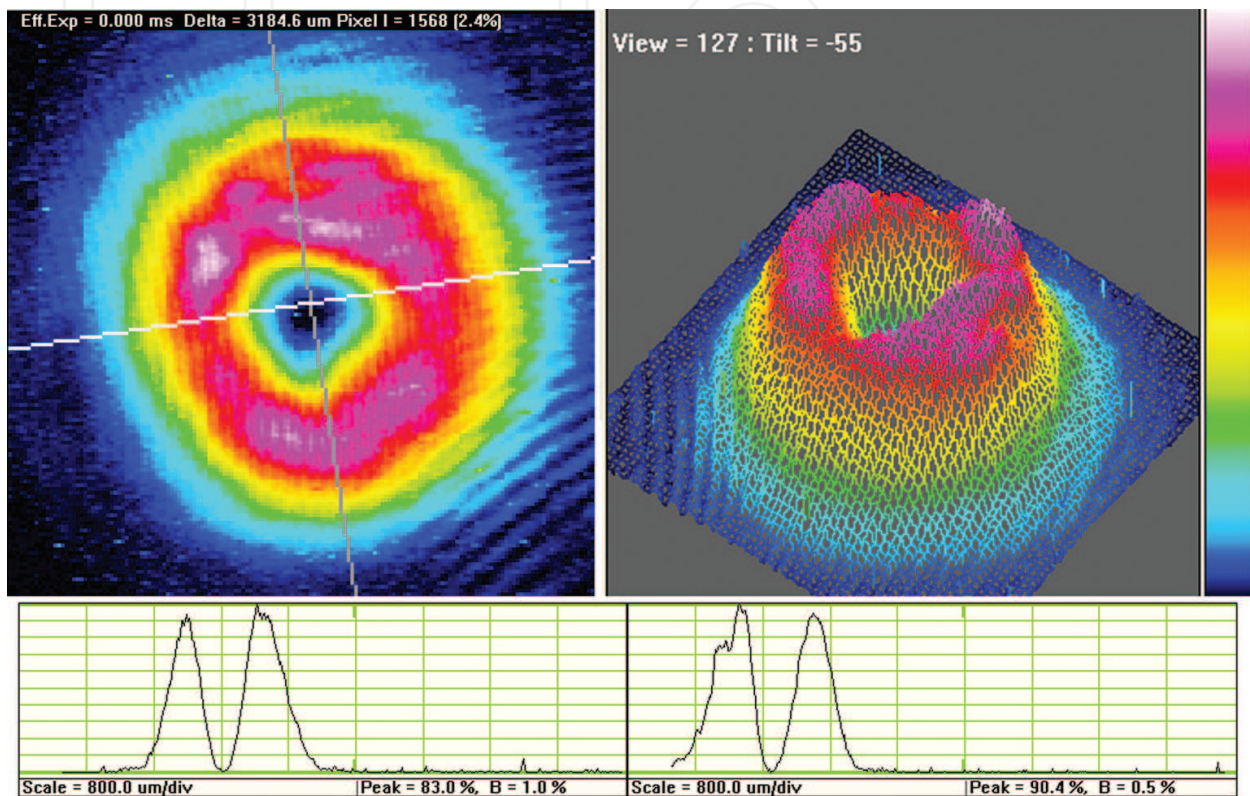 Eff.Exp = 0.000 ms Delta = 3184.6 um Pixel I = 1568 (2.4%)
View = 127 : Tilt = -55
Scale = 800.0 um/div Peak = 83.0 %, B = 1.0 % Scale = 800.0 um/div Peak = 90.4 %, B = 0.5 %